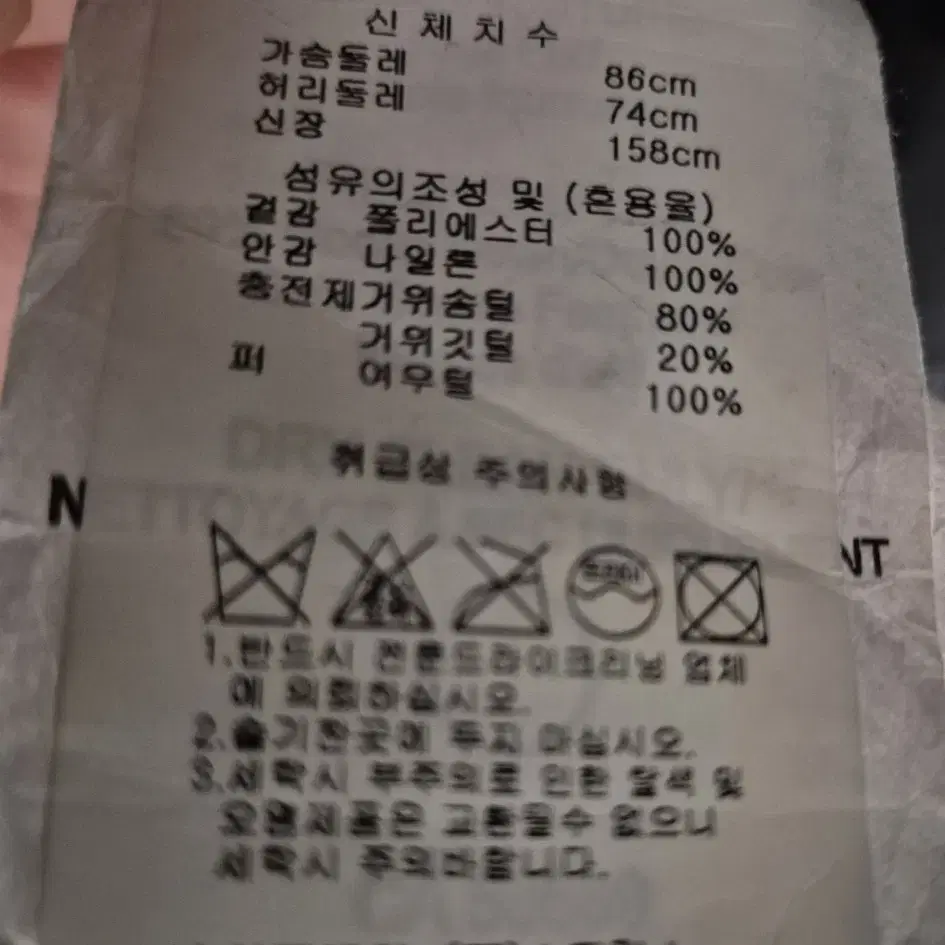 신체치수
가슴둘레 86cm
허리둘레 74cm
신장 158cm
섬유의조성 및 (혼용율)
겉감 폴리에스터 100%
안감 나일론 100%
충전제거위솜털 80%
거위깃털 20%
퍼 여우털 100%
취급상 주의사항
N
NT
드라이
1.반드시 전문드라이크리닝 업체
에 의뢰하십시오.
2.습기찬곳에 두지 마십시오.
3.세탁시 부주의로 인한 탈색 및
오염제품은 교환될수 없으니
세탁시 주의바랍니다.